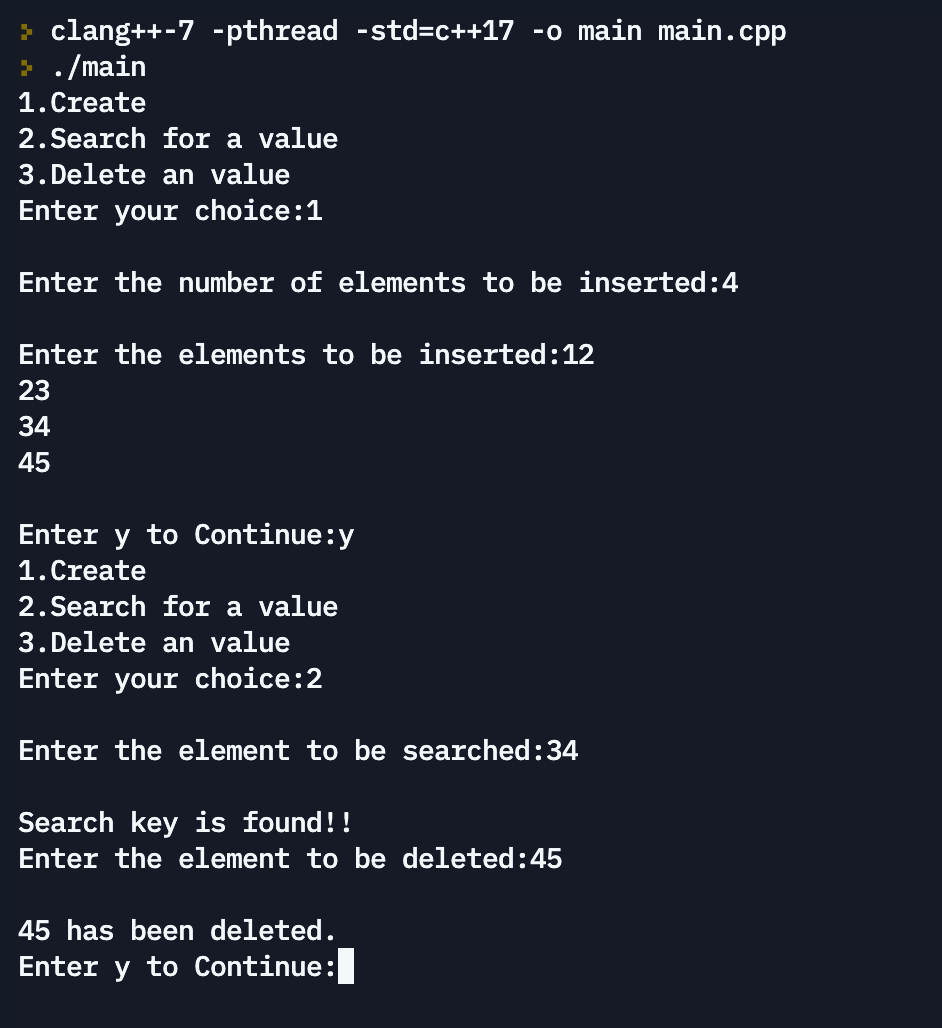 clang++-7 -pthread -std=c++17 -o main main.cpp
./main
1.Create
2.Search for a value
3.Delete an value
Enter your choice:1
Enter the number of elements to be inserted:4
Enter the elements to be inserted:12
23
34
45
Enter y to Continue:y
1.Create
2.Search for a value
3.Delete an value
Enter your choice:2
Enter the element to be searched:34
Search key is found!!
Enter the element to be deleted:45
45 has been deleted.
Enter y to Continue: